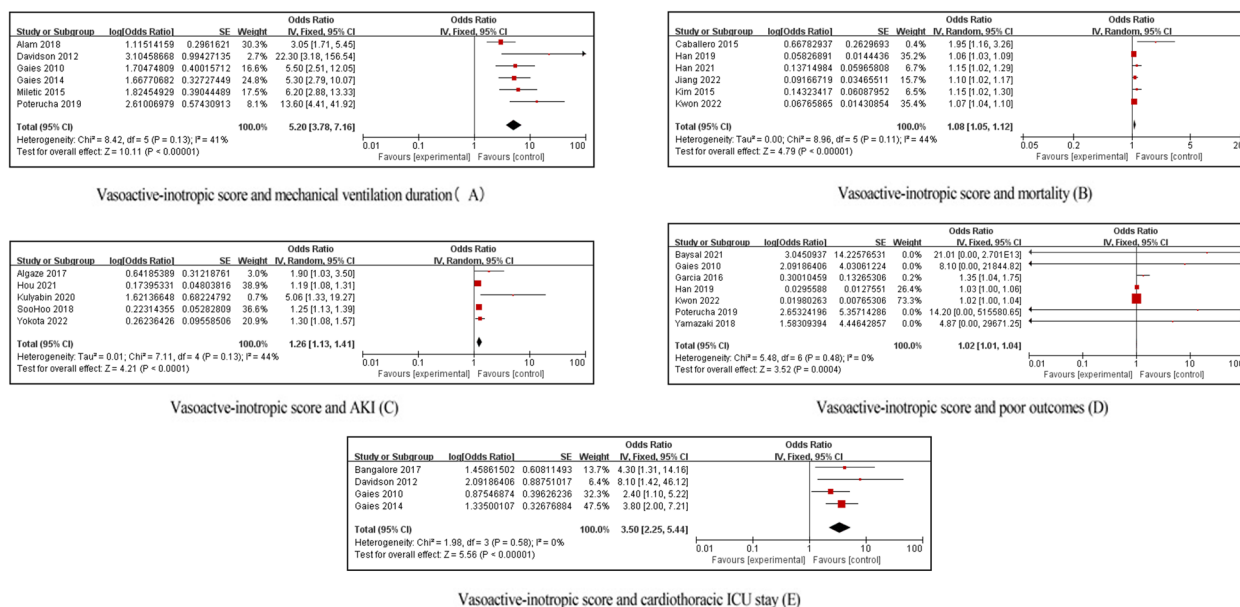 Odds Ratio Odds Ratio
Study or Subgroup log[Odds Ratio] SE Weight IV, Fixed, 95% CI IV, Fixed, 95% CI
Alam 2018 1.11514159 0.2961621 30.3% 3.05 [1.71, 5.45]
Davidson 2012 3.10458668 0.99427135 2.7% 22.30 [3.18, 156.54]
Gaies 2010 1.70474809 0.40015712 16.6% 5.50 [2.51, 12.05]
Gaies 2014 1.66770682 0.32727449 24.8% 5.30 [2.79, 10.07]
Miletic 2015 1.82454929 0.39044489 17.5% 6.20 [2.88, 13.33]
Poterucha 2019 2.61006979 0.57430913 8.1% 13.60 [4.41, 41.92]
Total (95% CI) 100.0% 5.20 [3.78, 7.16]
Heterogeneity: Chi² = 8.42, df = 5 (P = 0.13); I² = 41%
Test for overall effect: Z = 10.11 (P < 0.00001)
0.01 0.1 1 10 100
Favours [experimental] Favours [control]
Vasoactive-inotropic score and mechanical ventilation duration( A)
Odds Ratio Odds Ratio
Study or Subgroup log[Odds Ratio] SE Weight IV, Random, 95% CI IV, Random, 95% CI
Caballero 2015 0.66782937 0.2629693 0.4% 1.95 [1.16, 3.26]
Han 2019 0.05826891 0.0144436 35.2% 1.06 [1.03, 1.09]
Han 2021 0.13714984 0.05965808 6.7% 1.15 [1.02, 1.29]
Jiang 2022 0.09166719 0.03465511 15.7% 1.10 [1.02, 1.17]
Kim 2015 0.14323417 0.06087952 6.5% 1.15 [1.02, 1.30]
Kwon 2022 0.06765865 0.01430854 35.4% 1.07 [1.04, 1.10]
Total (95% CI) 100.0% 1.08 [1.05, 1.12]
Heterogeneity: Tau² = 0.00; Chi² = 8.96, df = 5 (P = 0.11); I² = 44%
Test for overall effect: Z = 4.79 (P < 0.00001)
0.05 0.2 1 5 20
Favours [experimental] Favours [control]
Vasoactive-inotropic score and mortality (B)
Odds Ratio Odds Ratio
Study or Subgroup log[Odds Ratio] SE Weight IV, Random, 95% CI IV, Random, 95% CI
Algaze 2017 0.64185389 0.31218761 3.0% 1.90 [1.03, 3.50]
Hou 2021 0.17395331 0.04803816 38.9% 1.19 [1.08, 1.31]
Kulyabin 2020 1.62136648 0.68224792 0.7% 5.06 [1.33, 19.27]
SooHoo 2018 0.22314355 0.05282809 36.6% 1.25 [1.13, 1.39]
Yokota 2022 0.26236426 0.09558506 20.9% 1.30 [1.08, 1.57]
Total (95% CI) 100.0% 1.26 [1.13, 1.41]
Heterogeneity: Tau² = 0.01; Chi² = 7.11, df = 4 (P = 0.13); I² = 44%
Test for overall effect: Z = 4.21 (P < 0.0001)
0.01 0.1 1 10 100
Favours [experimental] Favours [control]
Vasoactve-inotropic score and AKI (C)
Odds Ratio Odds Ratio
Study or Subgroup log[Odds Ratio] SE Weight IV, Fixed, 95% CI IV, Fixed, 95% CI
Baysal 2021 3.0450937 14.22576531 0.0% 21.01 [0.00, 2.701E13]
Gaies 2010 2.09186406 4.03061224 0.0% 8.10 [0.00, 21844.82]
Garcia 2016 0.30010459 0.13265306 0.2% 1.35 [1.04, 1.75]
Han 2019 0.0295588 0.0127551 26.4% 1.03 [1.00, 1.06]
Kwon 2022 0.01980263 0.00765306 73.3% 1.02 [1.00, 1.04]
Poterucha 2019 2.65324196 5.35714286 0.0% 14.20 [0.00, 515580.65]
Yamazaki 2018 1.58309394 4.44642857 0.0% 4.87 [0.00, 29671.25]
Total (95% CI) 100.0% 1.02 [1.01, 1.04]
Heterogeneity: Chi² = 5.48, df = 6 (P = 0.48); I² = 0%
Test for overall effect: Z = 3.52 (P = 0.0004)
0.01 0.1 1 10 100
Favours [experimental] Favours [control]
Vasoactive-inotropic score and poor outcomes (D)
Odds Ratio Odds Ratio
Study or Subgroup log[Odds Ratio] SE Weight IV, Fixed, 95% CI IV, Fixed, 95% CI
Bangalore 2017 1.45861502 0.60811493 13.7% 4.30 [1.31, 14.16]
Davidson 2012 2.09186406 0.88751017 6.4% 8.10 [1.42, 46.12]
Gaies 2010 0.87546874 0.39626236 32.3% 2.40 [1.10, 5.22]
Gaies 2014 1.33500107 0.32676884 47.5% 3.80 [2.00, 7.21]
Total (95% CI) 100.0% 3.50 [2.25, 5.44]
Heterogeneity: Chi² = 1.98, df = 3 (P = 0.58); I² = 0%
Test for overall effect: Z = 5.56 (P < 0.00001)
0.01 0.1 1 10 100
Favours [experimental] Favours [control]
Vasoactive-inotropic score and cardiothoracic ICU stay (E)